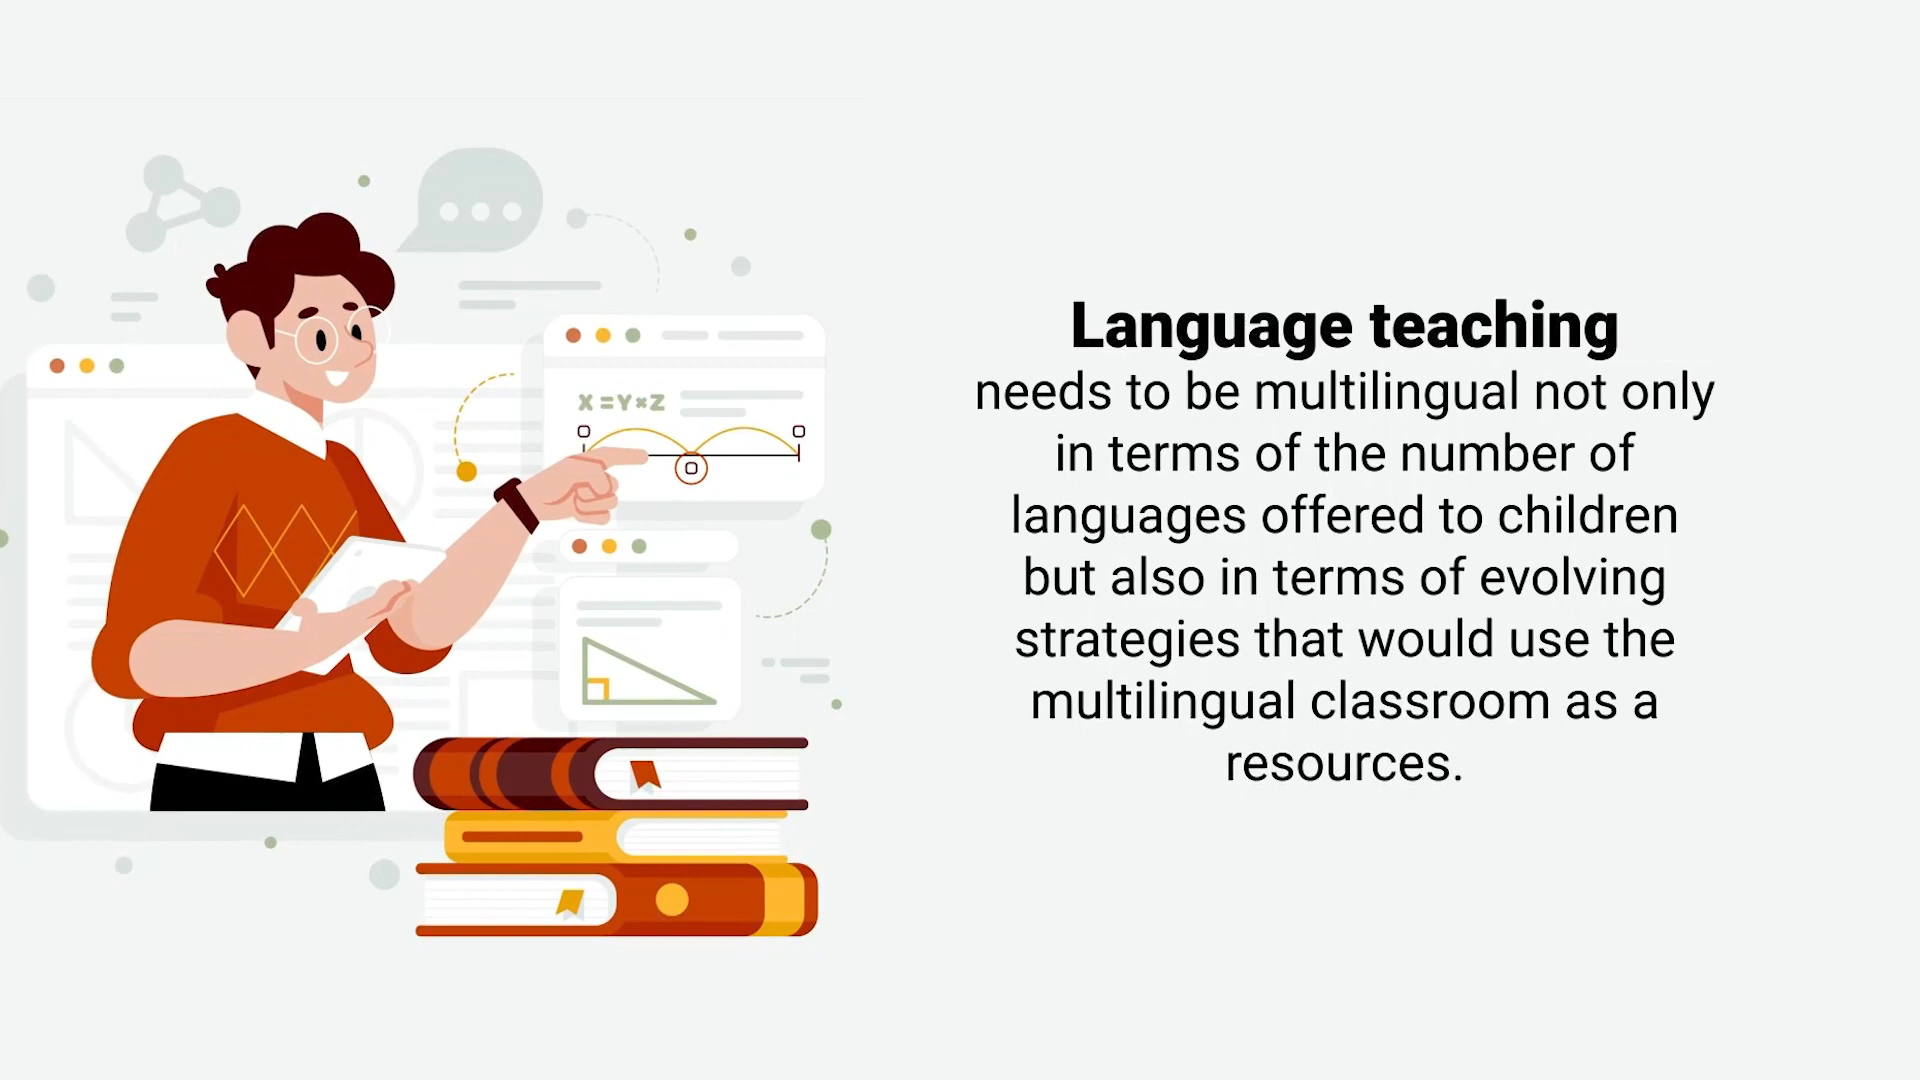 X =Y×Z
Language teaching
needs to be multilingual not only
in terms of the number of
languages offered to children
but also in terms of evolving
strategies that would use the
multilingual classroom as a
resources.